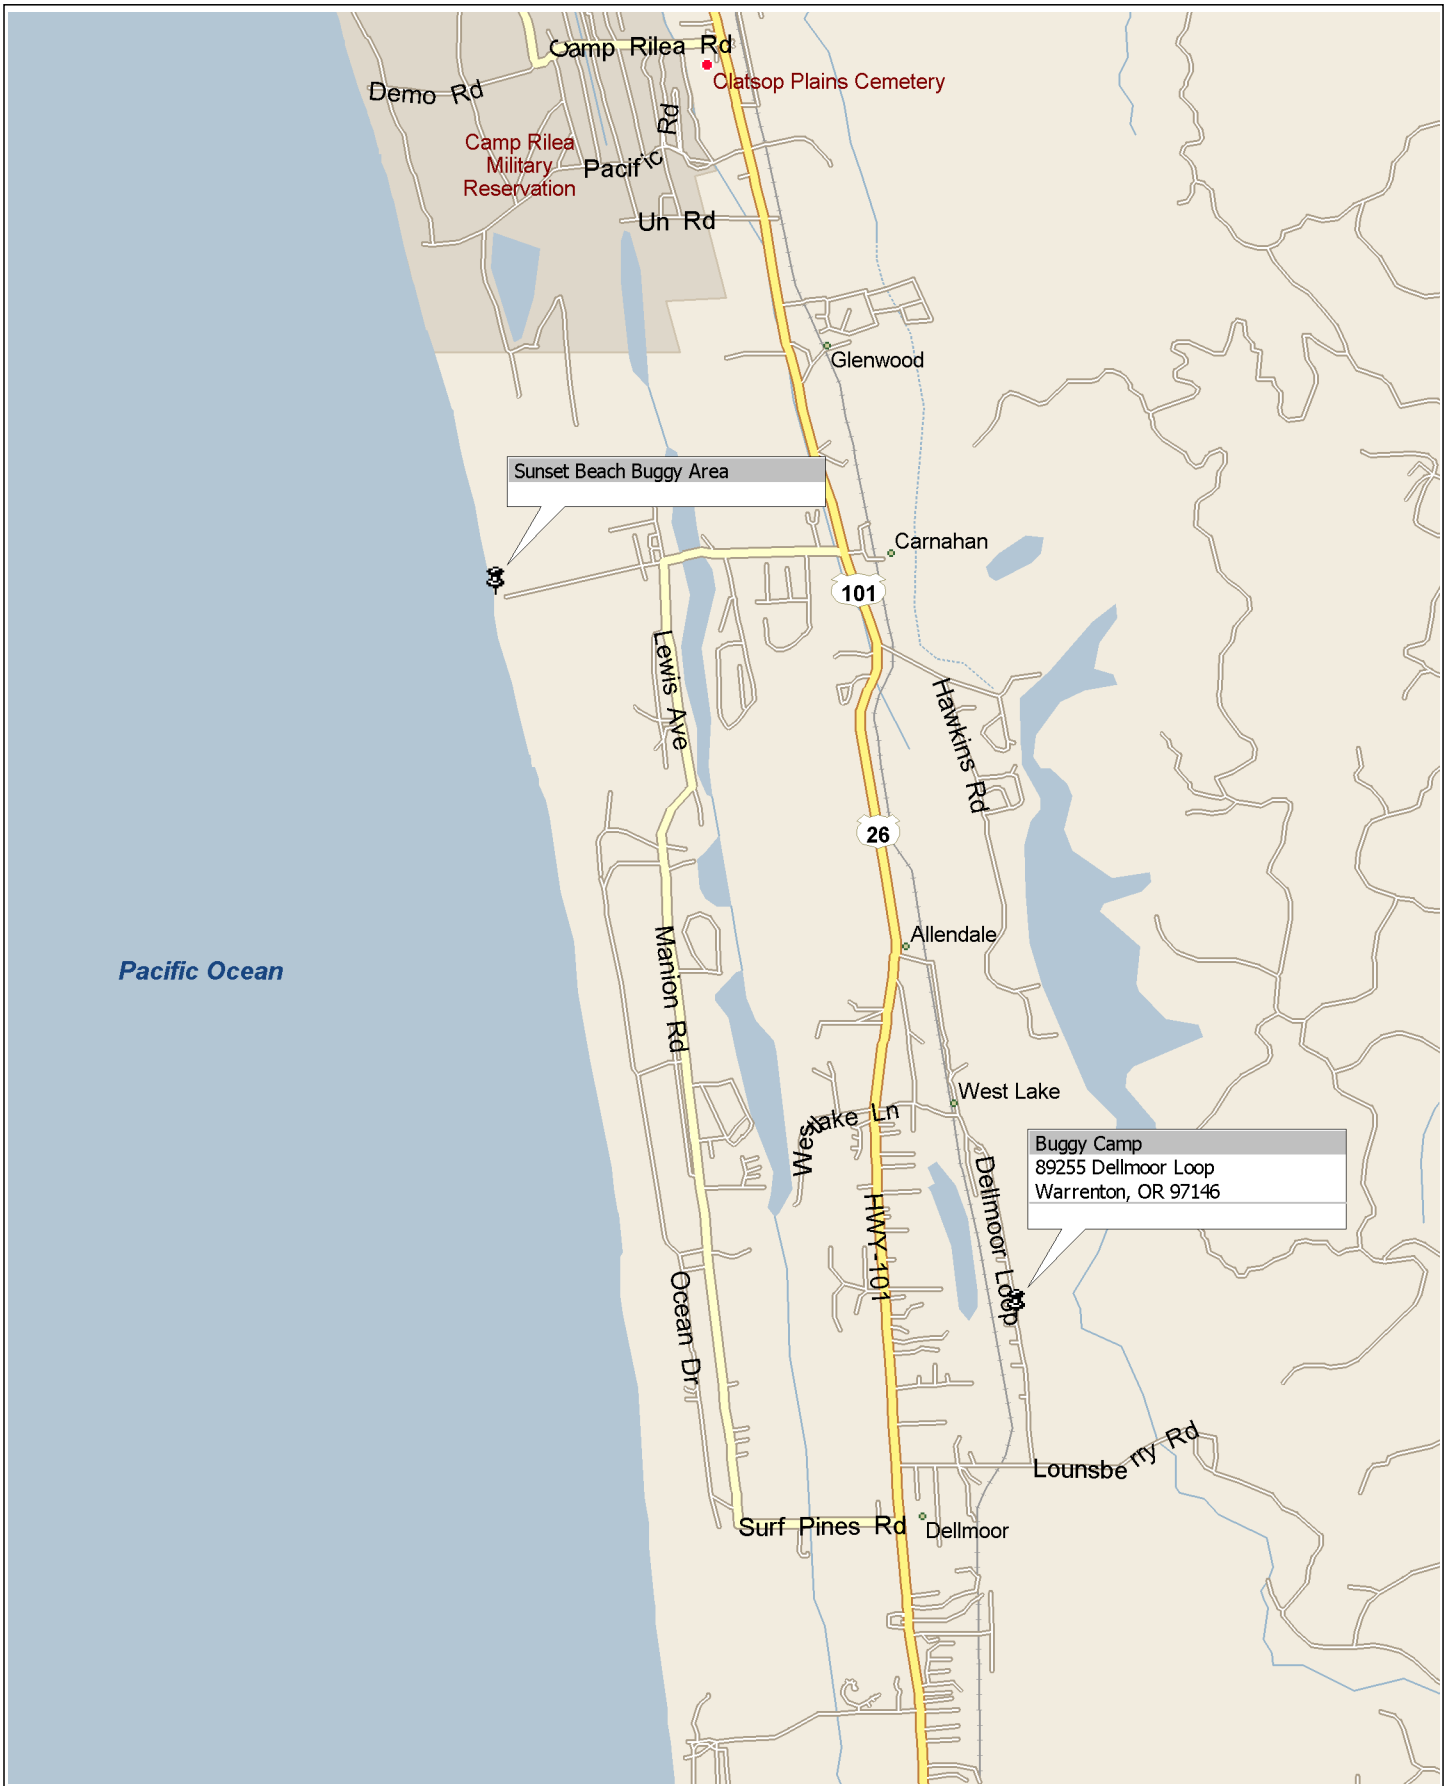 Camp Rilea Rd
Clatsop Plains Cemetery
Demo Rd
Camp Rilea
Military
Reservation
Pacific Rd
Un Rd
Glenwood
Sunset Beach Buggy Area
Carnahan
101
Lewis Ave
Hawkins Rd
26
Allendale
Manion Rd
Pacific Ocean
West Lake
Westlake Ln
Buggy Camp
89255 Dellmoor Loop
Warrenton, OR 97146
Dellmoor Loop
HWY-101
Ocean Dr
Lounsberry Rd
Surf Pines Rd
Dellmoor